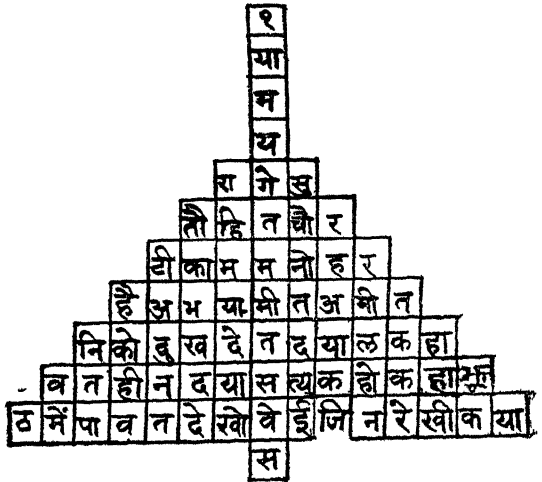 १
या
म
य
रा गे सु
तौ हि त चौ र
टी का म म नो ह र
है अ भ या मी त अ मी त
नि को दु ख दे त द या ल क हा
व त ही न द या स त्यु क हो क हा भूल
ठ में पा व त दे खो वे ई जि न रे खी क या
स